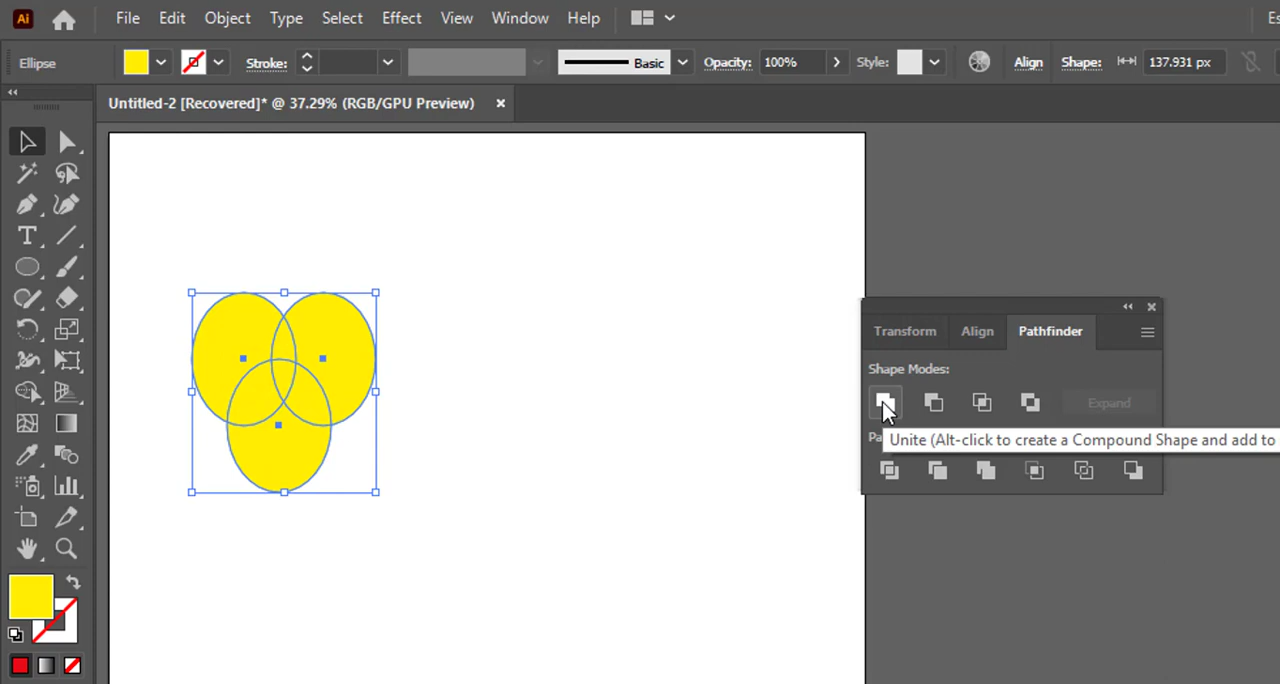 Ai File Edit Object Type Select Effect View Window Help
Ellipse Stroke: Basic Opacity: 100% Style: Align Shape: 137.931 px
Untitled-2 [Recovered]* @ 37.29% (RGB/GPU Preview)
Transform Align Pathfinder
Shape Modes:
Expand
Unite (Alt-click to create a Compound Shape and add to